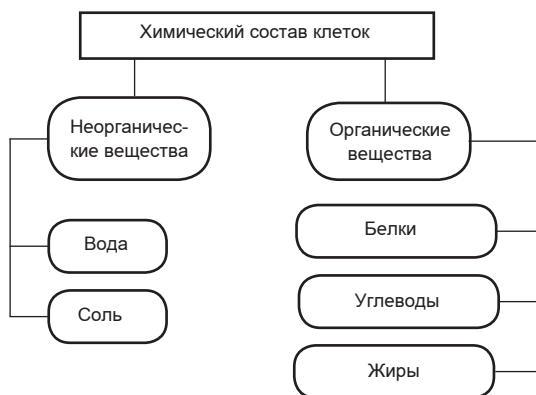 Химический состав клеток
Неорганичес-
кие вещества
Органические
вещества
Вода
Соль
Белки
Углеводы
Жиры